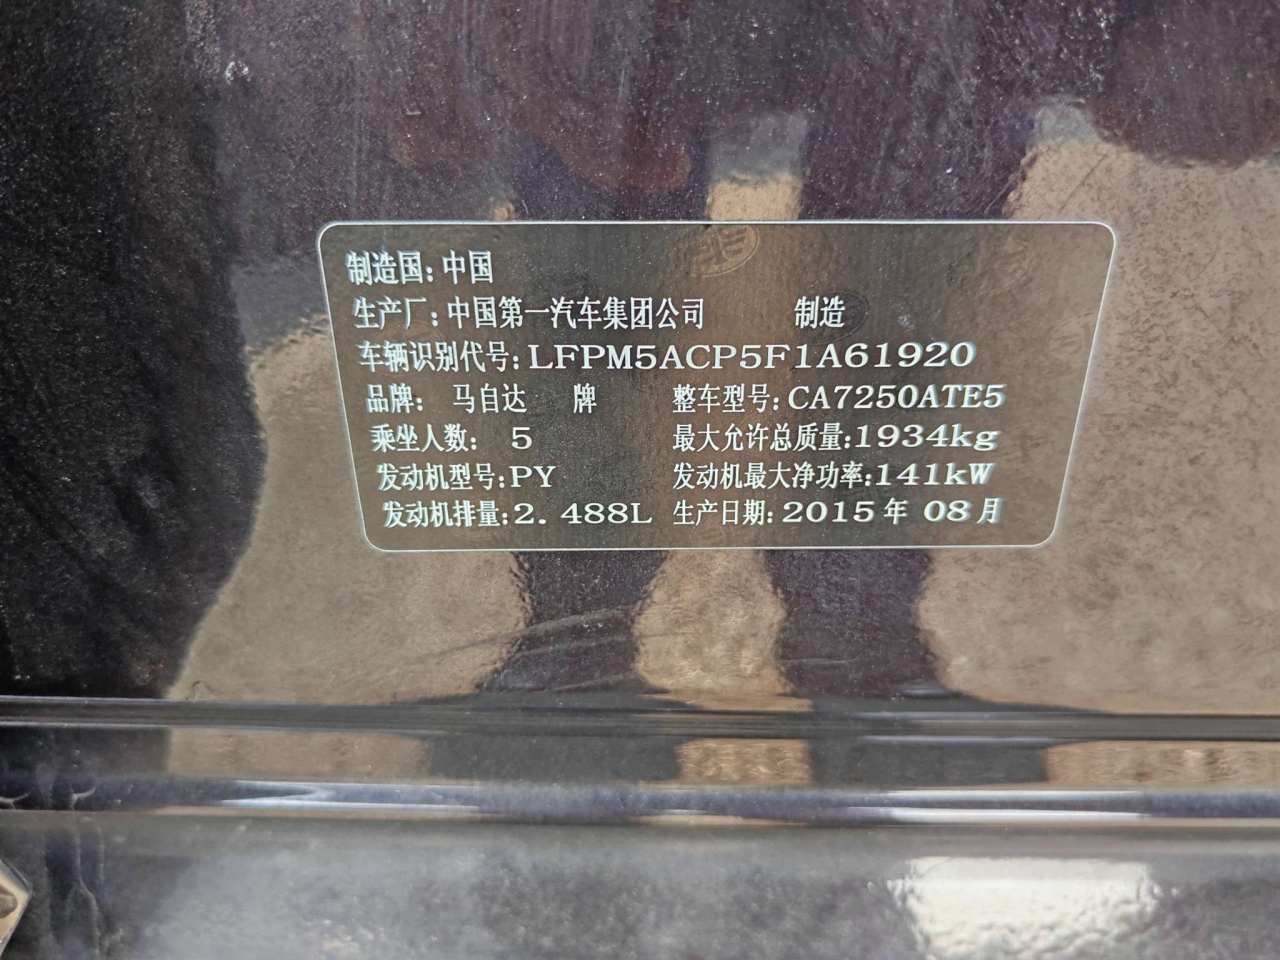 制造国：中国
生产厂：中国第一汽车集团公司 制造
车辆识别代号：LFPM5ACP5F1A61920
品牌： 马自达 牌 整车型号：CA7250ATE5
乘坐人数： 5 最大允许总质量：1934kg
发动机型号：PY 发动机最大净功率：141kW
发动机排量：2.488L 生产日期：2015年 08月